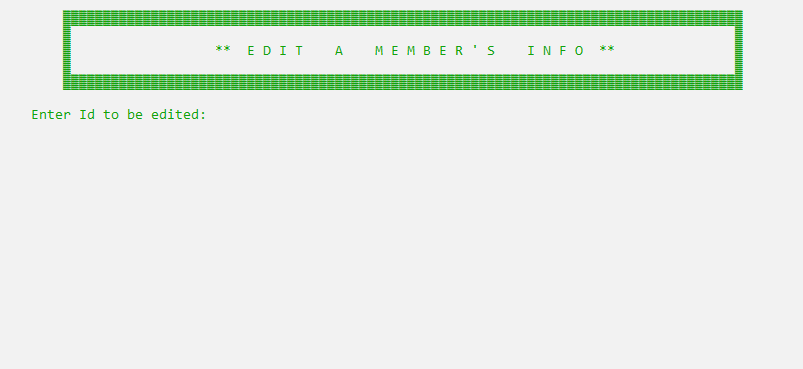 ** E D I T   A   M E M B E R ' S   I N F O **
Enter Id to be edited: